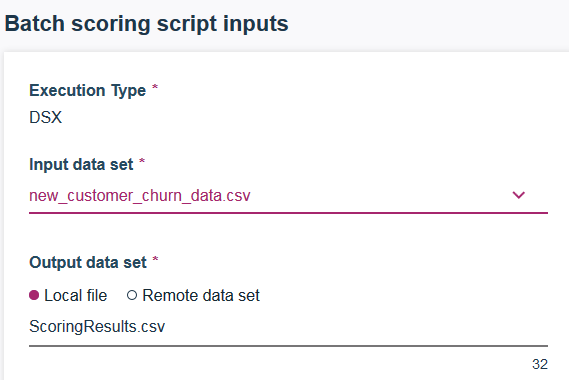 Batch scoring script inputs
Execution Type *
DSX
Input data set *
new_customer_churn_data.csv
Output data set *
Local file Remote data set
ScoringResults.csv
32